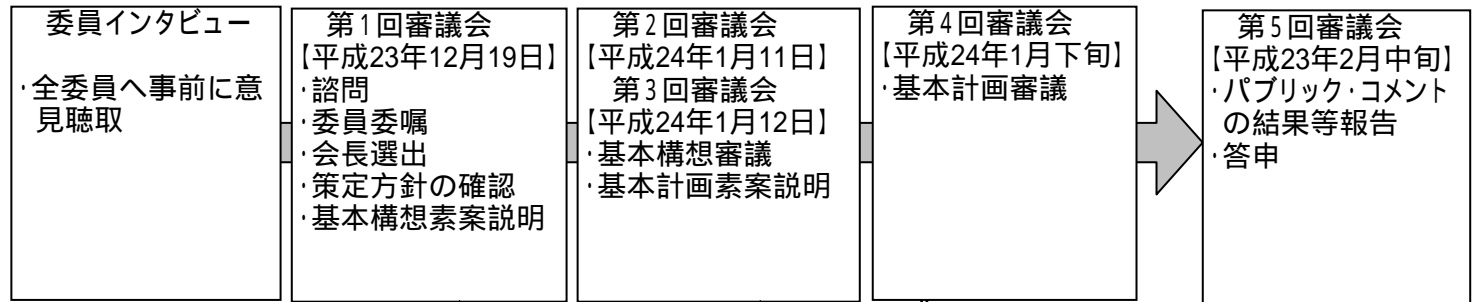 委員インタビュー
・全委員へ事前に意
見聴取
第1回審議会
【平成23年12月19日】
・諮問
・委員委嘱
・会長選出
・策定方針の確認
・基本構想素案説明
第2回審議会
【平成24年1月11日】
第3回審議会
【平成24年1月12日】
・基本構想審議
・基本計画素案説明
第4回審議会
【平成24年1月下旬】
・基本計画審議
第5回審議会
【平成23年2月中旬】
・パブリック・コメント
の結果等報告
・答申